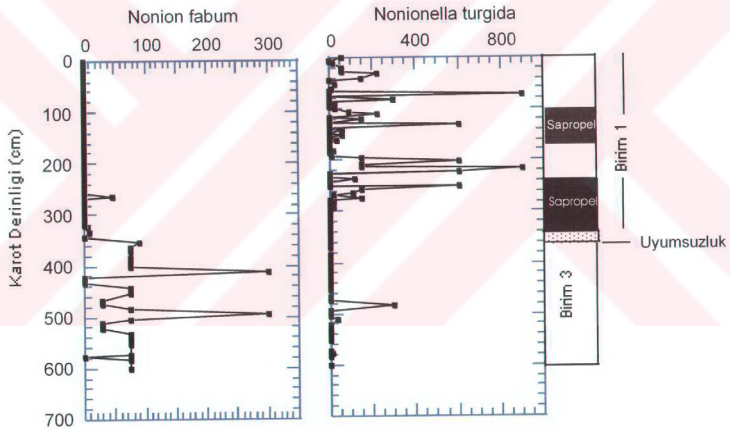 Nonion fabum
Nonionella turgida
0 100 200 300
0 400 800
0
100
200
300
400
500
600
700
Karot Derinligi (cm)
Sapropel
Sapropel
Birim 1
Uyumsuzluk
Birim 3